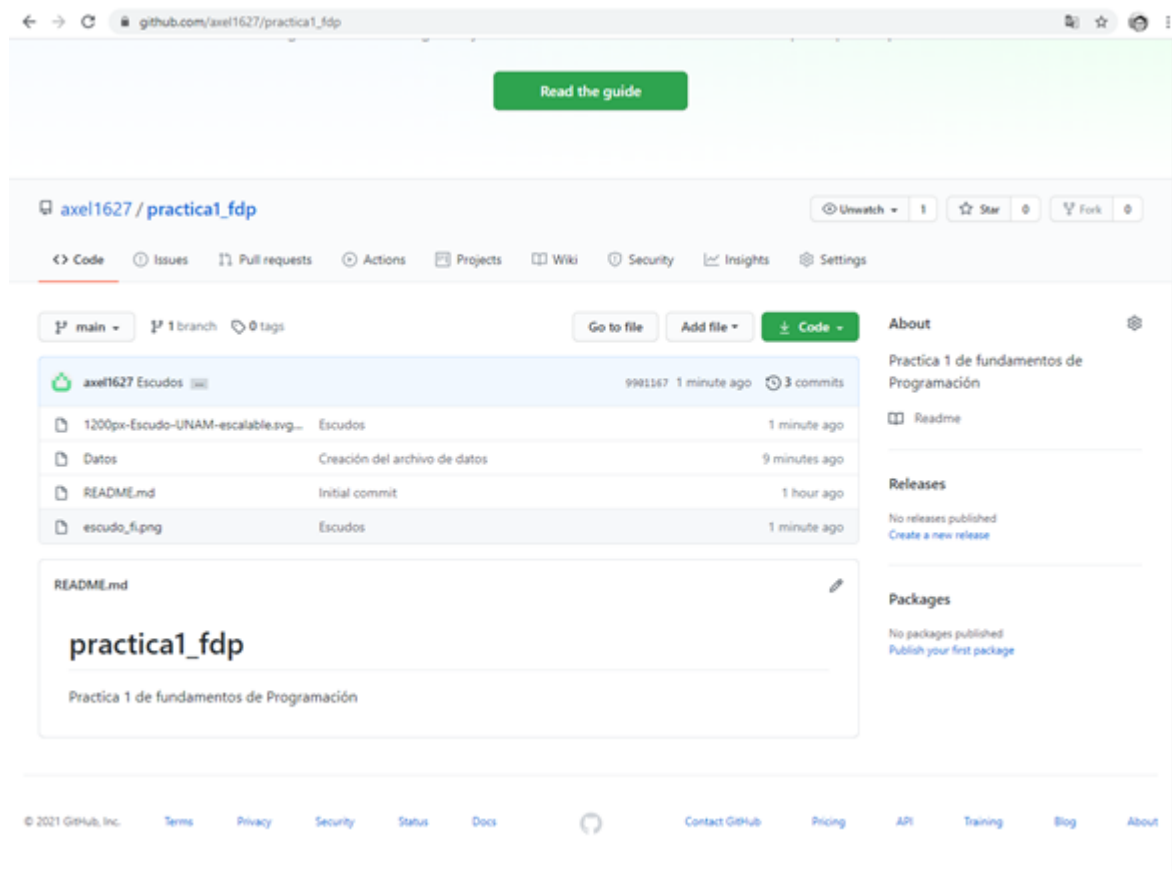 github.com/axel1627/practica1_fdp
Read the guide
axel1627 / practica1_fdp
Unwatch 1 Star 0 Fork 0
Code Issues Pull requests Actions Projects Wiki Security Insights Settings
main 1 branch 0 tags Go to file Add file Code
axel1627 Escudos ... 9901167 1 minute ago 3 commits
1200px-Escudo-UNAM-escalable.svg... Escudos 1 minute ago
Datos Creación del archivo de datos 9 minutes ago
README.md Initial commit 1 hour ago
escudo_fi.png Escudos 1 minute ago
README.md
practica1_fdp
Practica 1 de fundamentos de Programación
About
Practica 1 de fundamentos de
Programación
Readme
Releases
No releases published
Create a new release
Packages
No packages published
Publish your first package
© 2021 GitHub, Inc. Terms Privacy Security Status Docs Contact GitHub Pricing API Training Blog About